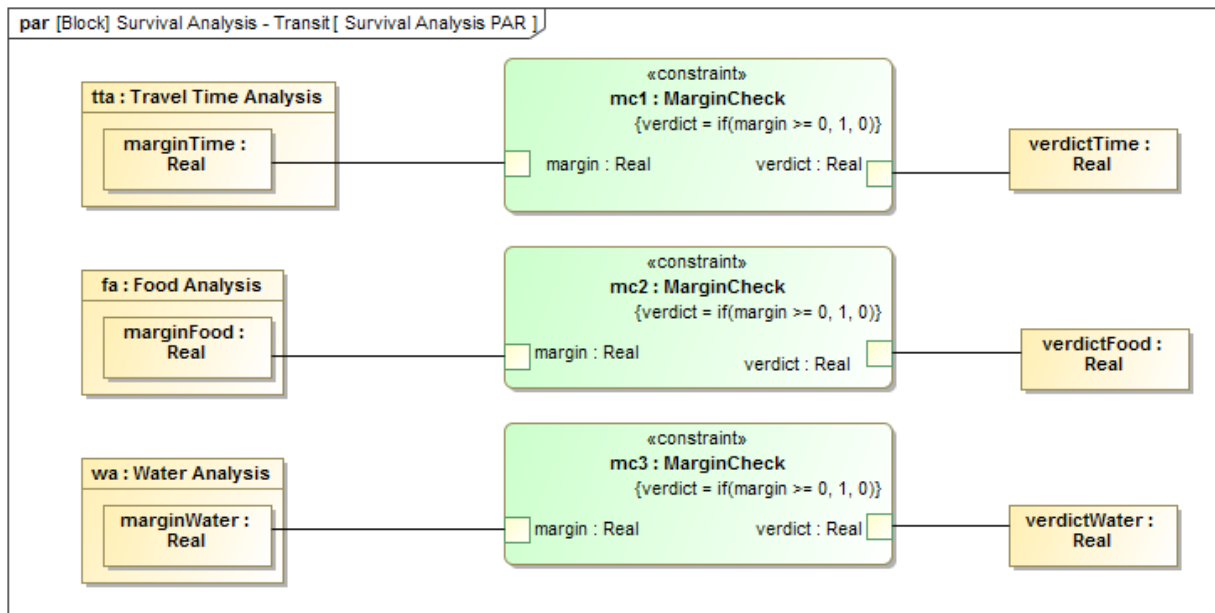 par [Block] Survival Analysis - Transit [ Survival Analysis PAR ]
tta : Travel Time Analysis
marginTime :
Real
«constraint»
mc1 : MarginCheck
{verdict = if(margin >= 0, 1, 0)}
margin : Real
verdict : Real
verdictTime :
Real
fa : Food Analysis
marginFood :
Real
«constraint»
mc2 : MarginCheck
{verdict = if(margin >= 0, 1, 0)}
margin : Real
verdict : Real
verdictFood :
Real
wa : Water Analysis
marginWater :
Real
«constraint»
mc3 : MarginCheck
{verdict = if(margin >= 0, 1, 0)}
margin : Real
verdict : Real
verdictWater :
Real